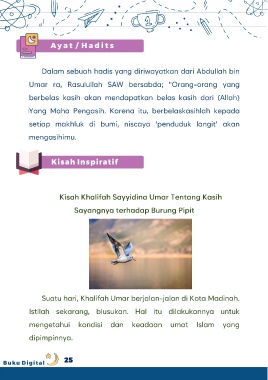 Ayat/Hadits
Dalam sebuah hadis yang diriwayatkan dari Abdullah bin
Umar ra, Rasulullah SAW bersabda; "Orang-orang yang
berbelas kasih akan mendapatkan belas kasih dari (Allah)
Yang Maha Pengasih. Karena itu, berbelaskasihlah kepada
setiap makhluk di bumi, niscaya 'penduduk langit' akan
mengasihimu.
Kisah Inspiratif
Kisah Khalifah Sayyidina Umar Tentang Kasih
Sayangnya terhadap Burung Pipit
Suatu hari, Khalifah Umar berjalan-jalan di Kota Madinah.
Istilah sekarang, blusukan. Hal itu dilakukannya untuk
mengetahui kondisi dan keadaan umat Islam yang
dipimpinnya.
Buku Digital 25